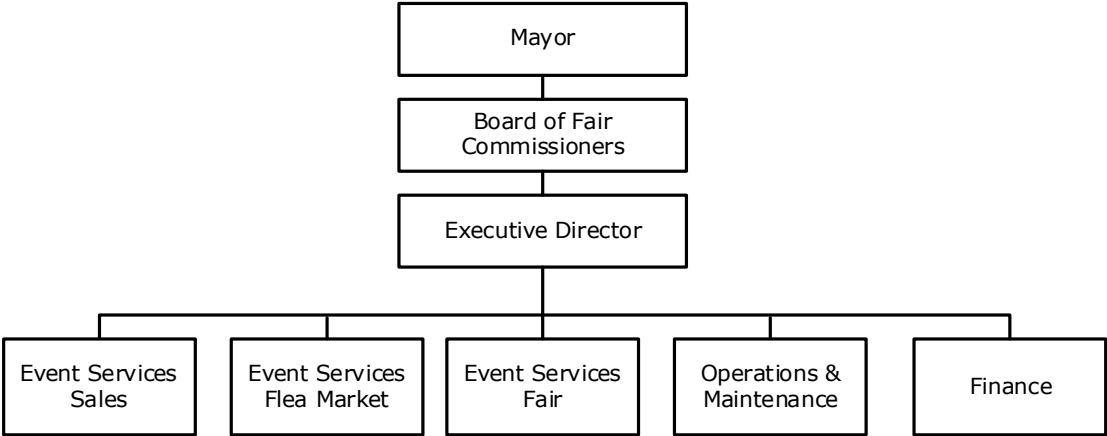 Mayor
Board of Fair
Commissioners
Executive Director
Event Services
Sales
Event Services
Flea Market
Event Services
Fair
Operations &
Maintenance
Finance